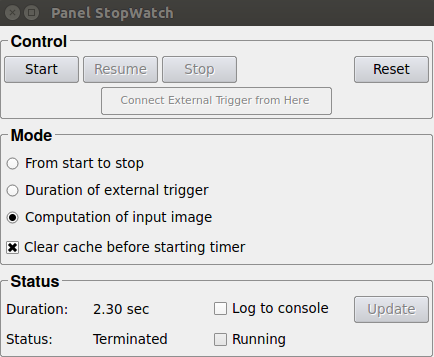 Panel StopWatch
Control
Start Resume Stop Reset
Connect External Trigger from Here
Mode
From start to stop
Duration of external trigger
Computation of input image
Clear cache before starting timer
Status
Duration: 2.30 sec Log to console Update
Status: Terminated Running